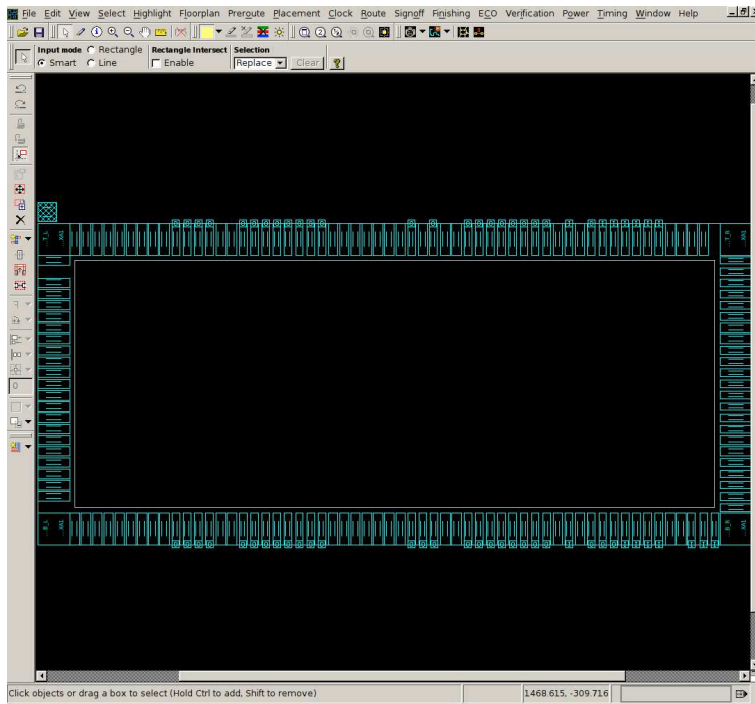 File Edit View Select Highlight Floorplan Preroute Placement Clock Route Signoff Finishing ECO Verification Power Timing Window Help
Input mode Rectangle Rectangle Intersect Selection
Smart Line Enable Replace Clear
0
Click objects or drag a box to select (Hold Ctrl to add, Shift to remove) 1468.615, -309.716